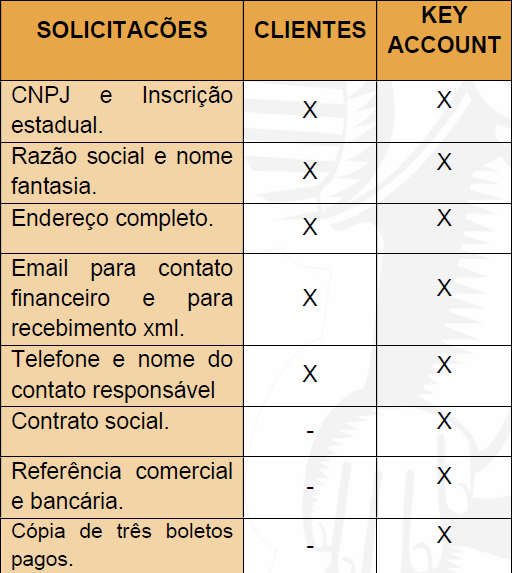 SOLICITACÕES CLIENTES KEY ACCOUNT
CNPJ e Inscrição
estadual. X X
Razão social e nome
fantasia. X X
Endereço completo. X X
Email para contato
financeiro e para
recebimento xml. X X
Telefone e nome do
contato responsável X X
Contrato social. - X
Referência comercial
e bancária. - X
Cópia de três boletos
pagos. - X